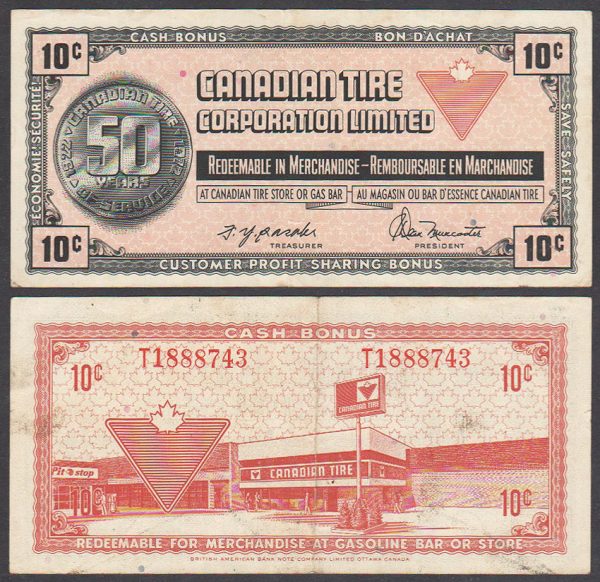 10¢ CASH BONUS BON D'ACHAT 10¢
ÉCONOMIE·SÉCURITÉ!
CANADIAN TIRE
CORPORATION LIMITED
CANADIAN TIRE
1922 1972
50
YEARS
OF SERVICE
REDEEMABLE IN MERCHANDISE – REMBOURSABLE EN MARCHANDISE
AT CANADIAN TIRE STORE OR GAS BAR AU MAGASIN OU BAR D'ESSENCE CANADIAN TIRE
SAVE SAFELY
TREASURER PRESIDENT
10¢ 10¢
CUSTOMER PROFIT SHARING BONUS
CASH BONUS
T1888743 T1888743
10¢ 10¢
CANADIAN TIRE
Pit stop
CANADIAN TIRE
10¢ 10¢
REDEEMABLE FOR MERCHANDISE AT GASOLINE BAR OR STORE
BRITISH AMERICAN BANK NOTE COMPANY LIMITED OTTAWA CANADA